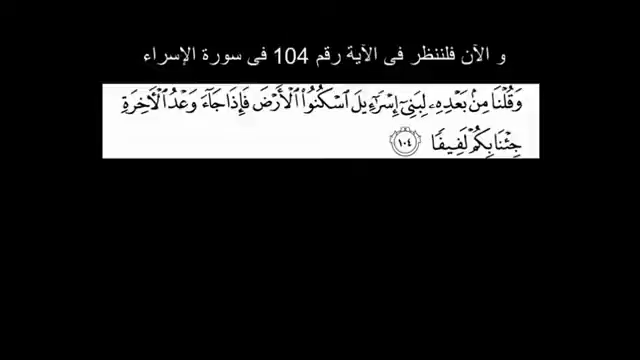 و الآن فلننظر فى الآية رقم 104 فى سورة الإسراء
وَقُلْنَا مِنۢ بَعْدِهِۦ لِبَنِىٓ إِسْرَٰٓءِيلَ ٱسْكُنُوا۟ ٱلْأَرْضَ فَإِذَا جَآءَ وَعْدُ ٱلْـَٔاخِرَةِ
جِئْنَا بِكُمْ لَفِيفًا ١٠٤